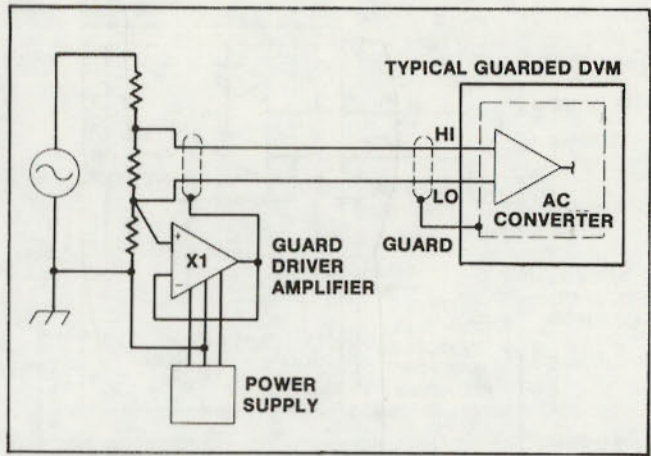 TYPICAL GUARDED DVM
HI
LO
AC
CONVERTER
GUARD
+
X1
−
GUARD
DRIVER
AMPLIFIER
POWER
SUPPLY